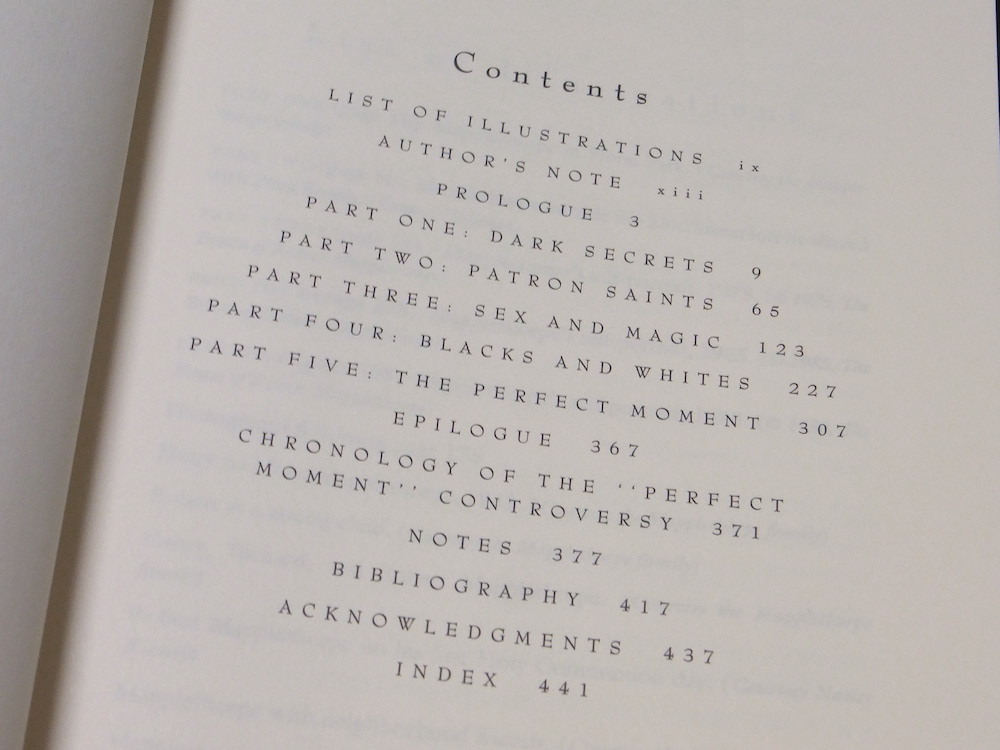 Contents
LIST OF ILLUSTRATIONS ix
AUTHOR'S NOTE xiii
PROLOGUE 3
PART ONE: DARK SECRETS 9
PART TWO: PATRON SAINTS 65
PART THREE: SEX AND MAGIC 123
PART FOUR: BLACKS AND WHITES 227
PART FIVE: THE PERFECT MOMENT 307
EPILOGUE 367
CHRONOLOGY OF THE ''PERFECT
MOMENT'' CONTROVERSY 371
NOTES 377
BIBLIOGRAPHY 417
ACKNOWLEDGMENTS 437
INDEX 441